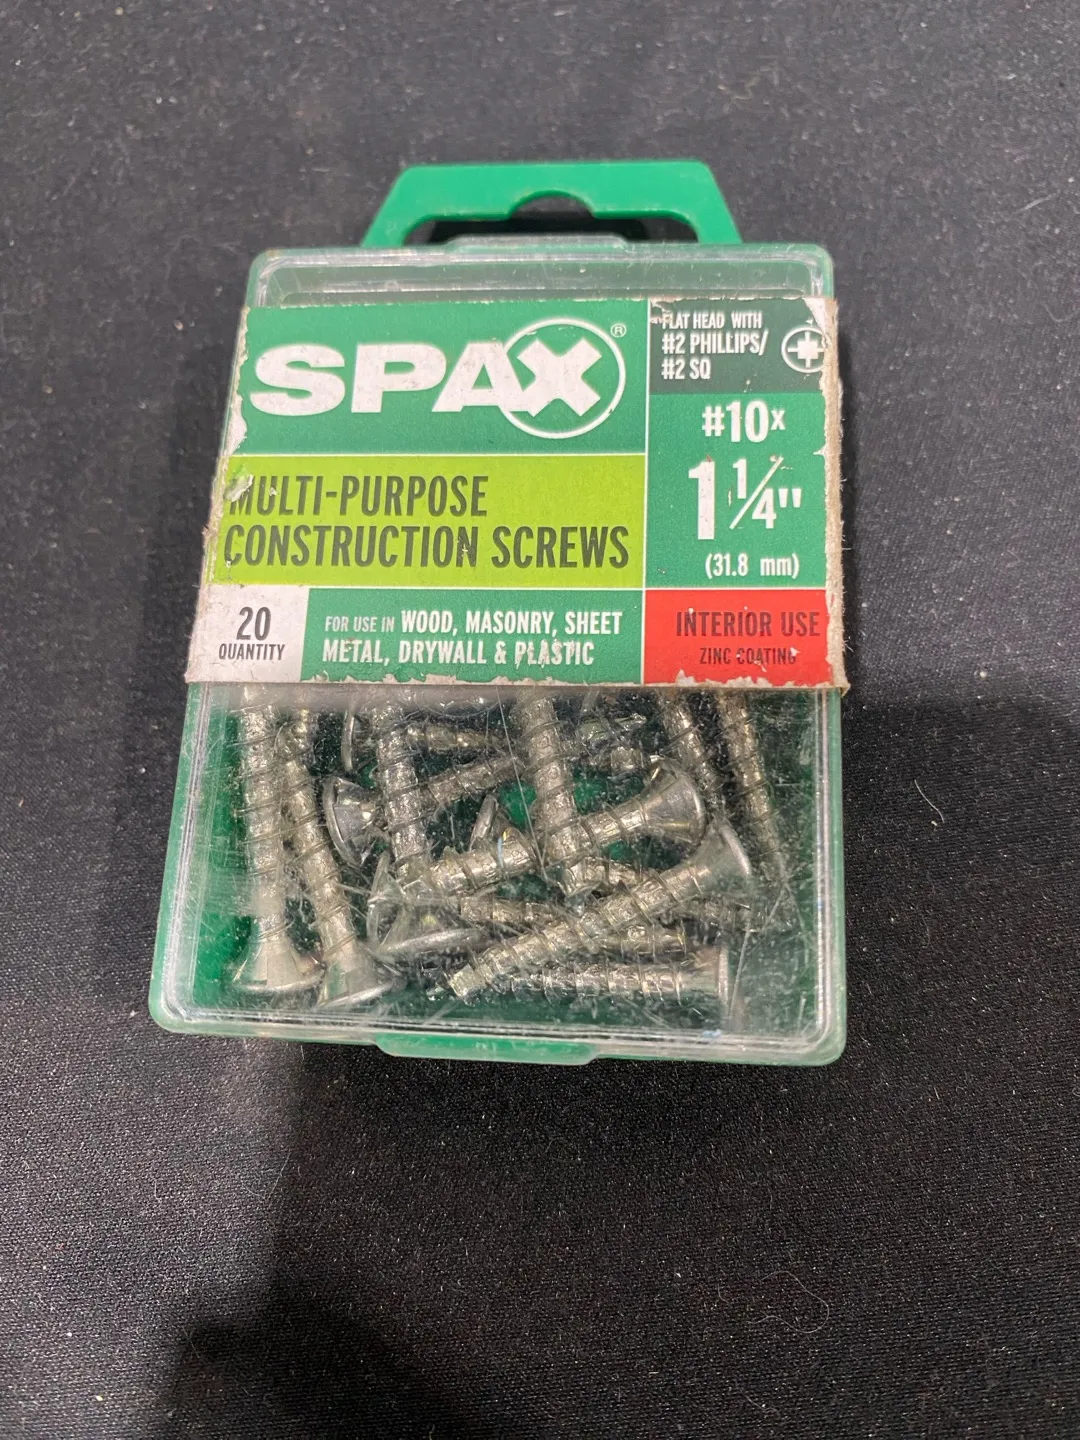 SPAX®
FLAT HEAD WITH
#2 PHILLIPS/
#2 SQ
#10x
1 1/4"
(31.8 mm)
MULTI-PURPOSE
CONSTRUCTION SCREWS
20
QUANTITY
FOR USE IN WOOD, MASONRY, SHEET
METAL, DRYWALL & PLASTIC
INTERIOR USE
ZINC COATING